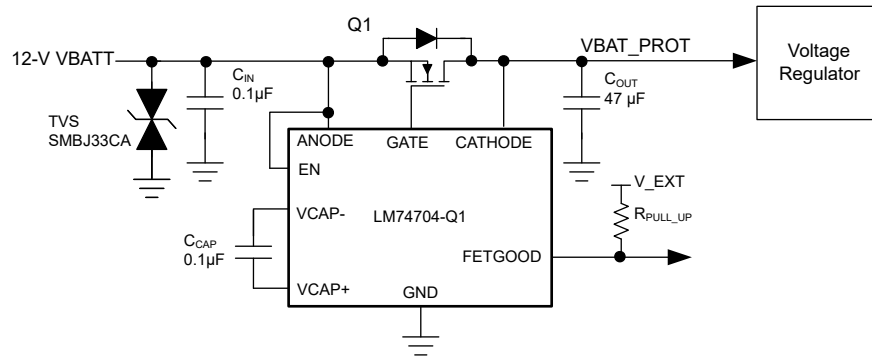 Q1
12-V VBATT
VBAT_PROT
Voltage
Regulator
CIN
0.1µF
COUT
47 µF
TVS
SMBJ33CA
ANODE
GATE
CATHODE
EN
V_EXT
RPULL_UP
VCAP-
LM74704-Q1
CCAP
0.1µF
FETGOOD
VCAP+
GND